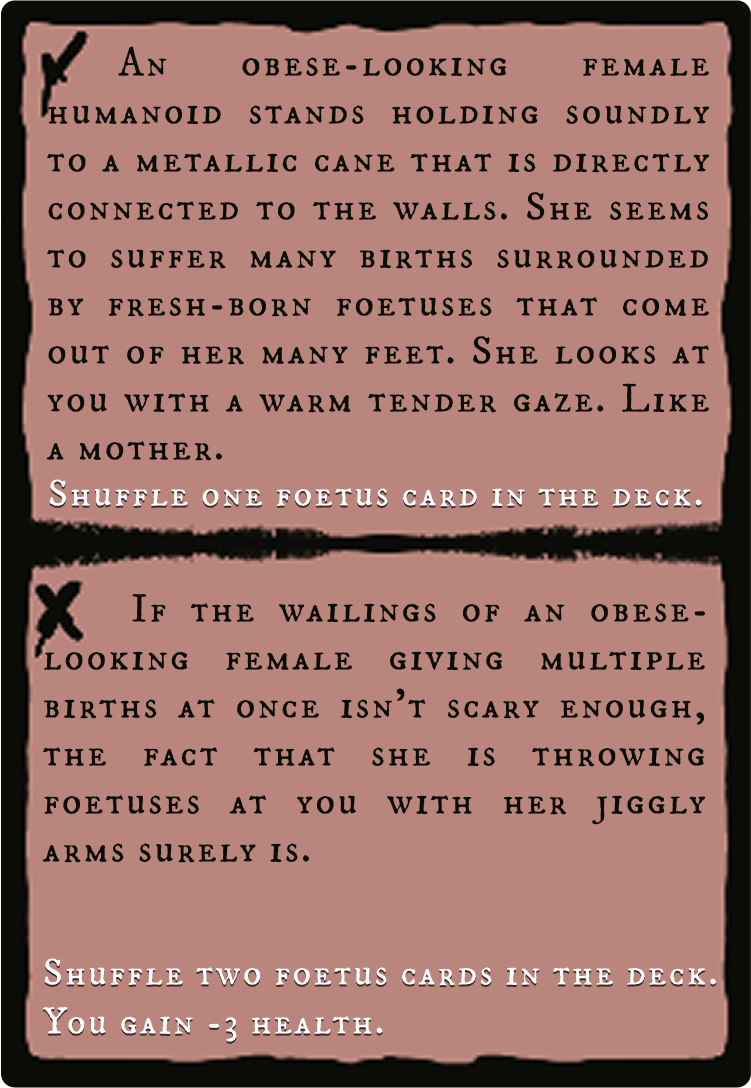 An obese-looking female
humanoid stands holding soundly
to a metallic cane that is directly
connected to the walls. She seems
to suffer many births surrounded
by fresh-born foetuses that come
out of her many feet. She looks at
you with a warm tender gaze. Like
a mother.
Shuffle one foetus card in the deck.
If the wailings of an obese-
looking female giving multiple
births at once isn't scary enough,
the fact that she is throwing
foetuses at you with her jiggly
arms surely is.
Shuffle two foetus cards in the deck.
You gain -3 health.